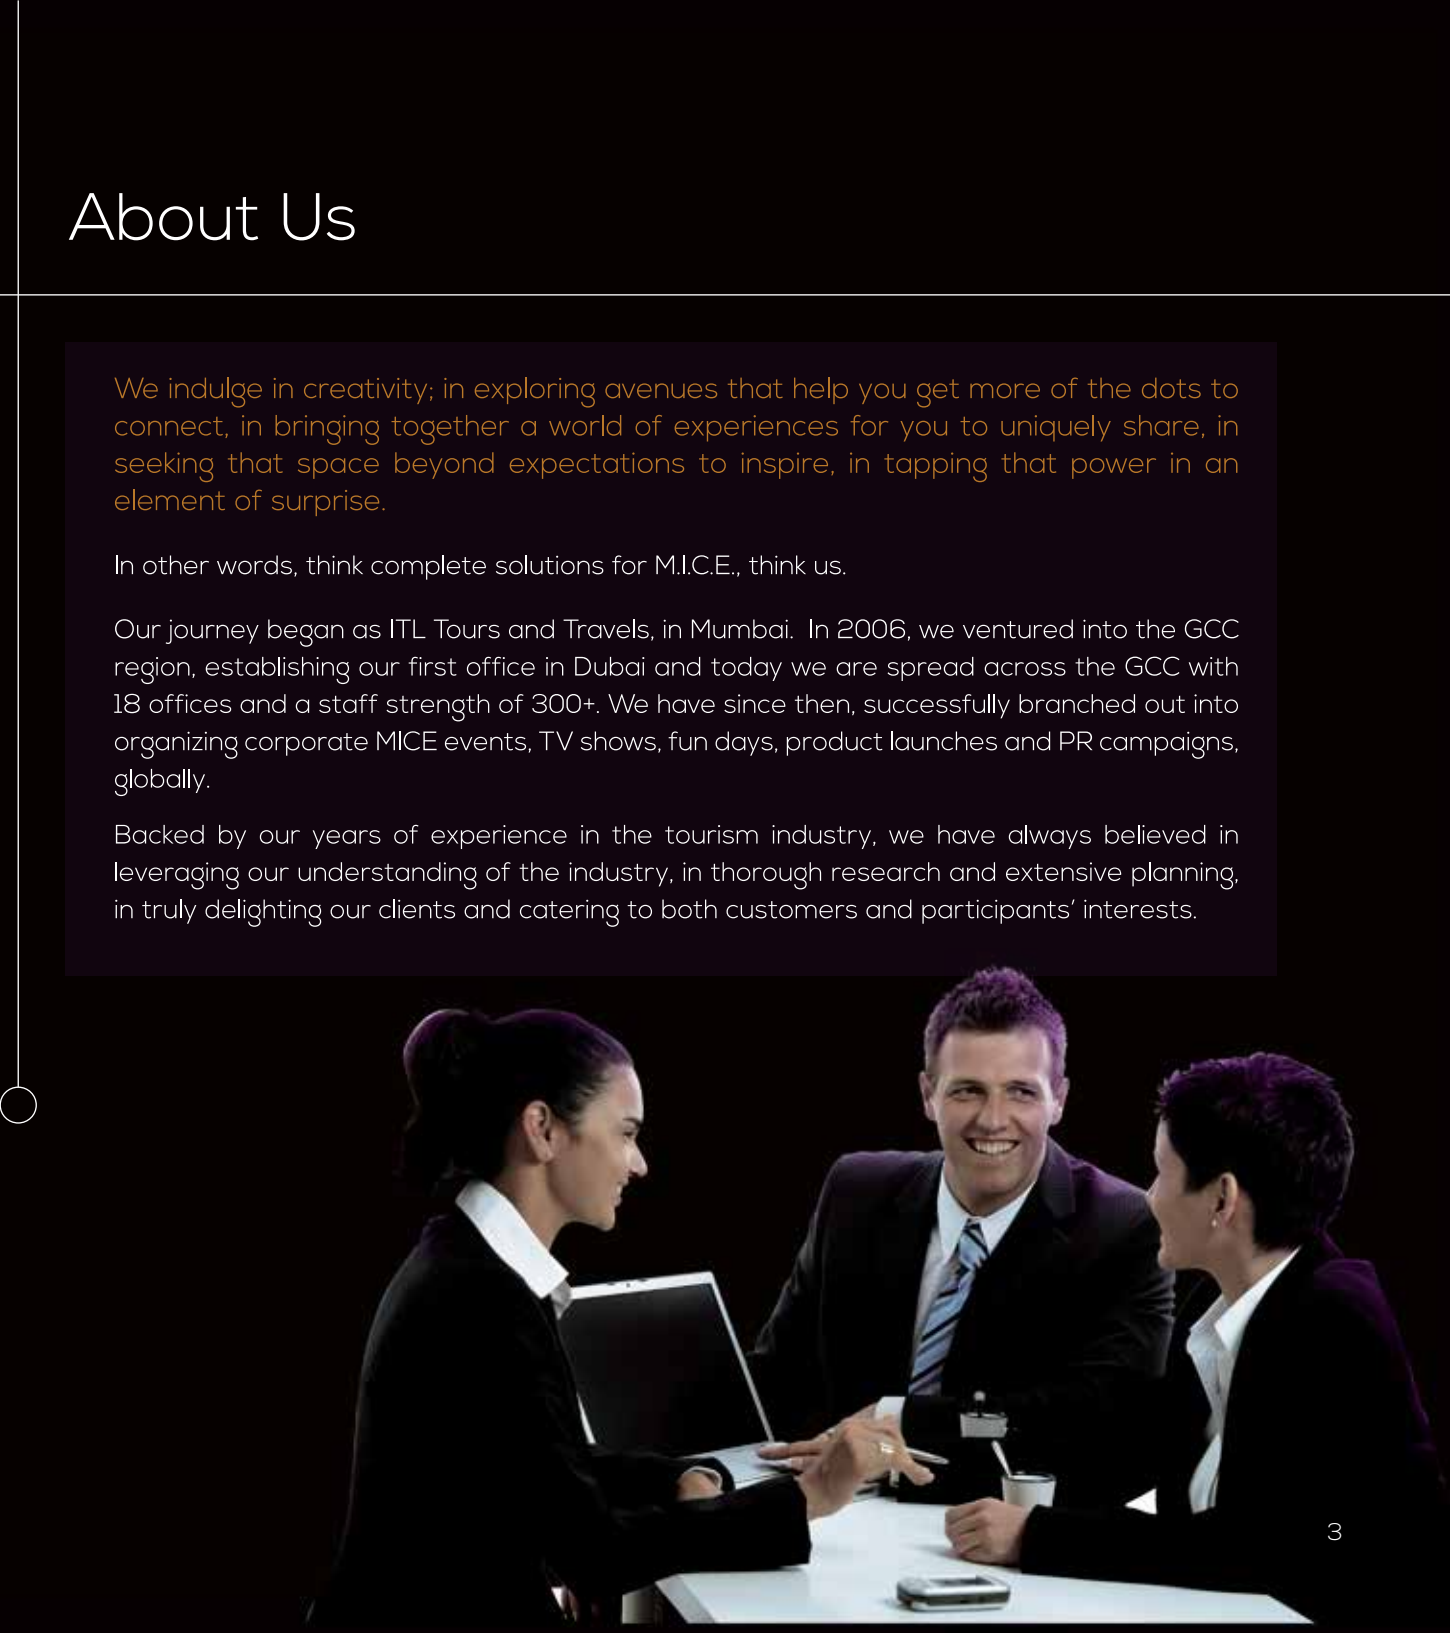 About Us
We indulge in creativity; in exploring avenues that help you get more of the dots to
connect, in bringing together a world of experiences for you to uniquely share, in
seeking that space beyond expectations to inspire, in tapping that power in an
element of surprise.
In other words, think complete solutions for M.I.C.E., think us.
Our journey began as ITL Tours and Travels, in Mumbai. In 2006, we ventured into the GCC
region, establishing our first office in Dubai and today we are spread across the GCC with
18 offices and a staff strength of 300+. We have since then, successfully branched out into
organizing corporate MICE events, TV shows, fun days, product launches and PR campaigns,
globally.
Backed by our years of experience in the tourism industry, we have always believed in
leveraging our understanding of the industry, in thorough research and extensive planning,
in truly delighting our clients and catering to both customers and participants’ interests.
3